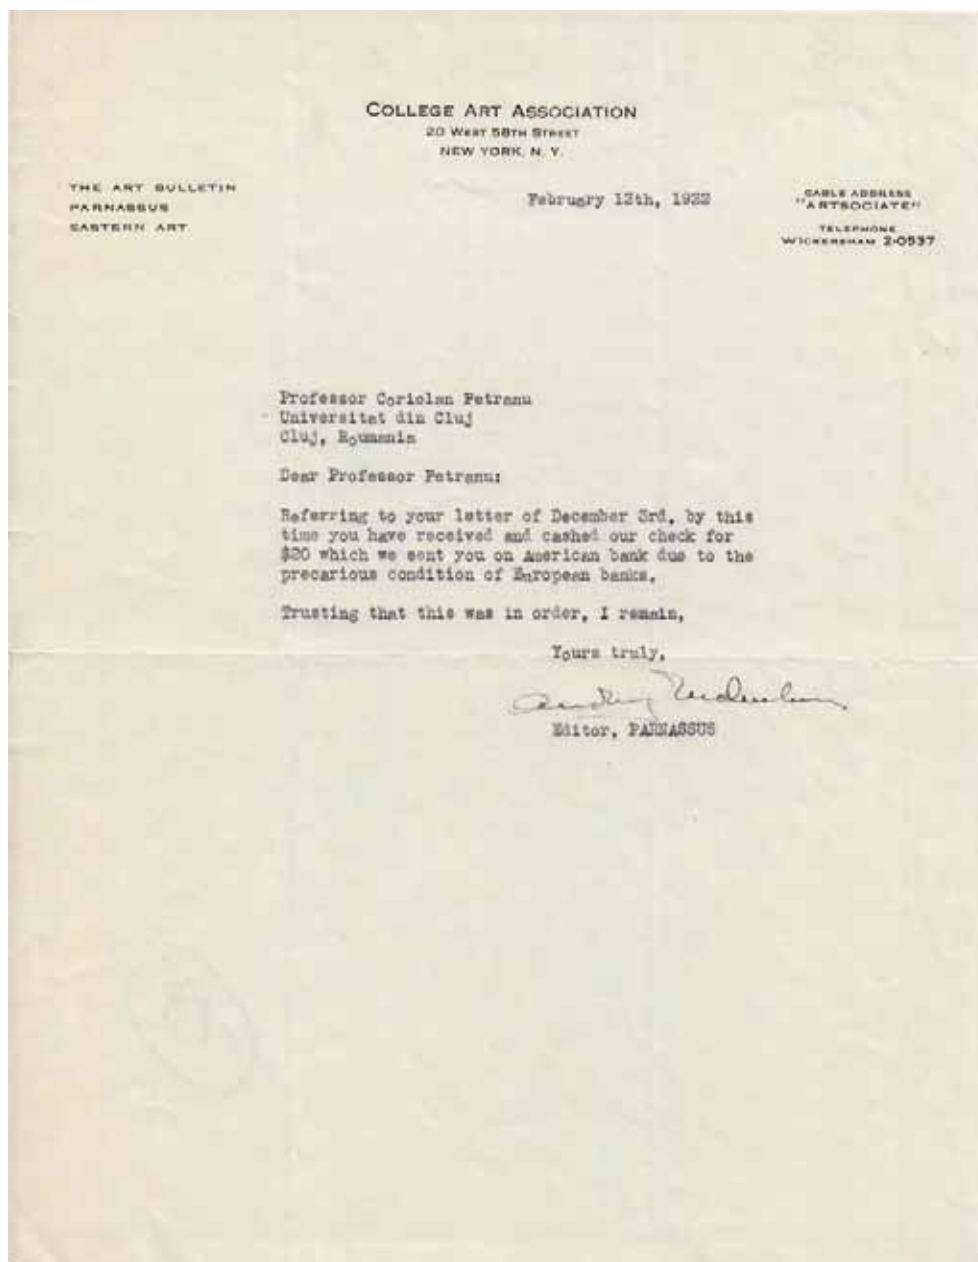 COLLEGE ART ASSOCIATION
20 WEST 58TH STREET
NEW YORK, N. Y.
THE ART BULLETIN
PARNASSUS
EASTERN ART
February 12th, 1932
CABLE ADDRESS
"ARTSOCIATE"
TELEPHONE
WICKERSHAM 2-0537
Professor Coriolan Petranu
Universitat din Cluj
Cluj, Roumania
Dear Professor Petranu:
Referring to your letter of December 3rd, by this
time you have received and cashed our check for
$20 which we sent you on American bank due to the
precarious condition of European banks.
Trusting that this was in order, I remain,
Yours truly,
Editor, PARNASSUS